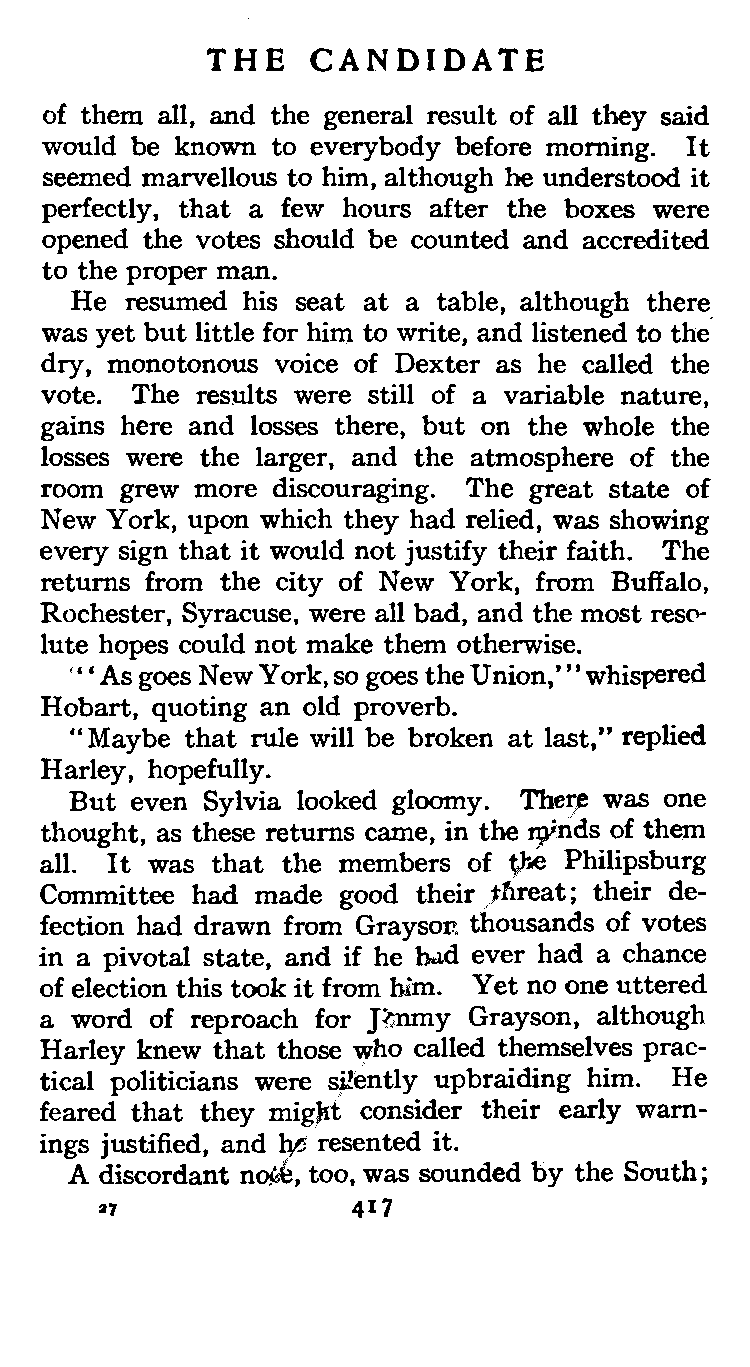 THE CANDIDATE
of them all, and the general result of all they said
would be known to everybody before morning. It
seemed marvellous to him, although he understood it
perfectly, that a few hours after the boxes were
opened the votes should be counted and accredited
to the proper man.
He resumed his seat at a table, although there
was yet but little for him to write, and listened to the
dry, monotonous voice of Dexter as he called the
vote. The results were still of a variable nature,
gains here and losses there, but on the whole the
losses were the larger, and the atmosphere of the
room grew more discouraging. The great state of
New York, upon which they had relied, was showing
every sign that it would not justify their faith. The
returns from the city of New York, from Buffalo,
Rochester, Syracuse, were all bad, and the most reso-
lute hopes could not make them otherwise.
"'As goes New York, so goes the Union,'" whispered
Hobart, quoting an old proverb.
"Maybe that rule will be broken at last," replied
Harley, hopefully.
But even Sylvia looked gloomy. There was one
thought, as these returns came, in the minds of them
all. It was that the members of the Philipsburg
Committee had made good their threat; their de-
fection had drawn from Grayson thousands of votes
in a pivotal state, and if he had ever had a chance
of election this took it from him. Yet no one uttered
a word of reproach for Jimmy Grayson, although
Harley knew that those who called themselves prac-
tical politicians were silently upbraiding him. He
feared that they might consider their early warn-
ings justified, and he resented it.
A discordant note, too, was sounded by the South;
27 417